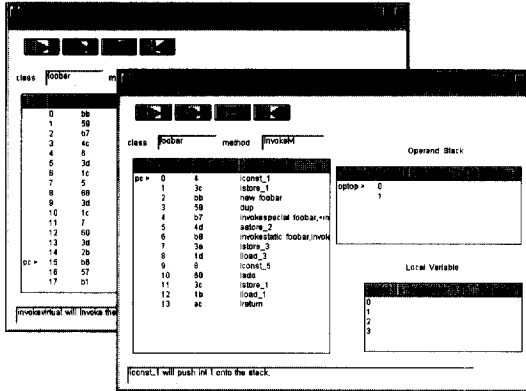 class foobar m
0 bb
1 59
2 b7
3 4c
4 6
5 3d
6 1c
7 5
8 68
9 3d
10 1c
11 7
12 60
13 3d
14 2b
pc > 15 b6
16 57
17 b1
invokevirtual will invoke the
class foobar method InvokeM
Operand Stack
pc > 0 4 iconst_1
1 3c istore_1
2 bb new foobar
3 59 dup
4 b7 invokespecial foobar,
5 4d astore_2
6 b8 invokestatic foobar,invok
7 3e istore_3
8 1d iload_3
9 8 iconst_5
10 60 iadd
11 3c istore_1
12 1b iload_1
13 ac ireturn
optop > 0
1
Local Variable
0
1
2
3
iconst_1 will push int 1 onto the stack.